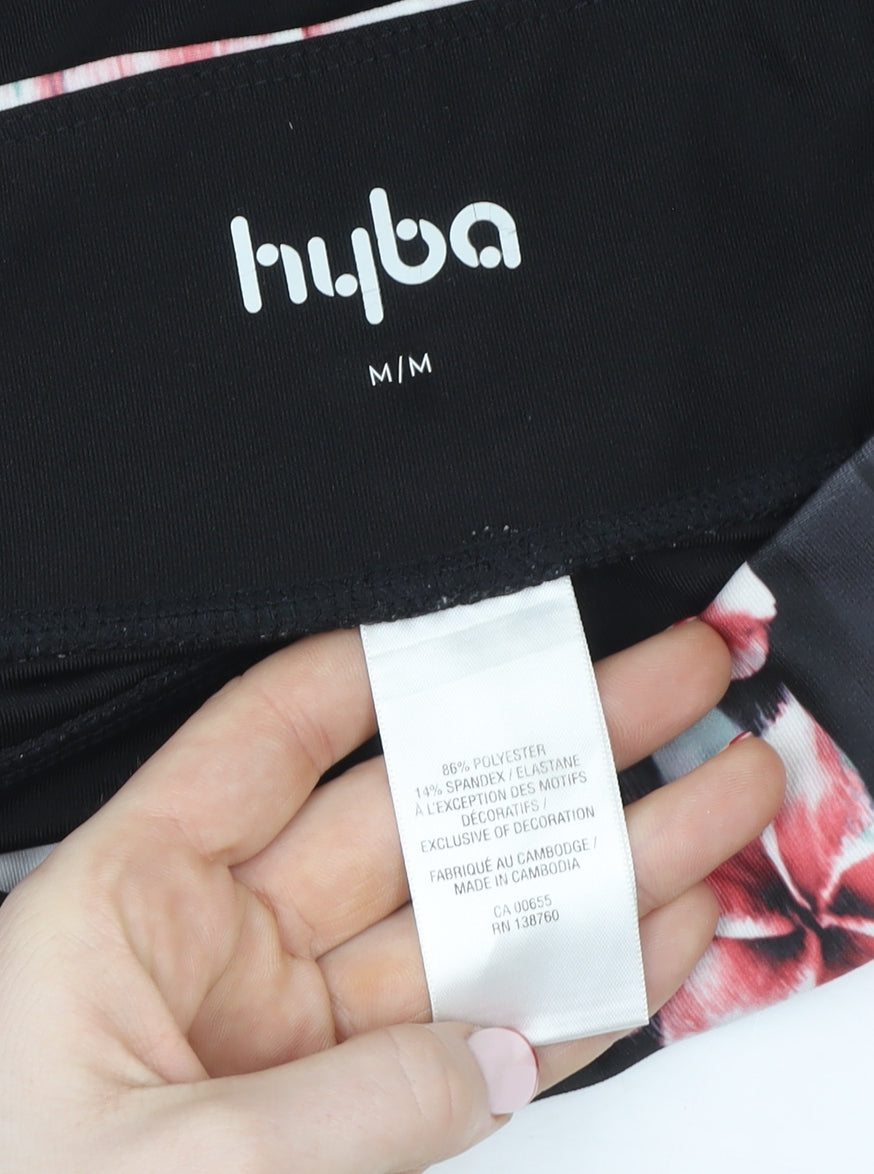 hyba
M/M
86% POLYESTER
14% SPANDEX / ELASTANE
À L'EXCEPTION DES MOTIFS
DÉCORATIFS /
EXCLUSIVE OF DECORATION
FABRIQUÉ AU CAMBODGE /
MADE IN CAMBODIA
CA 00655
RN 138760